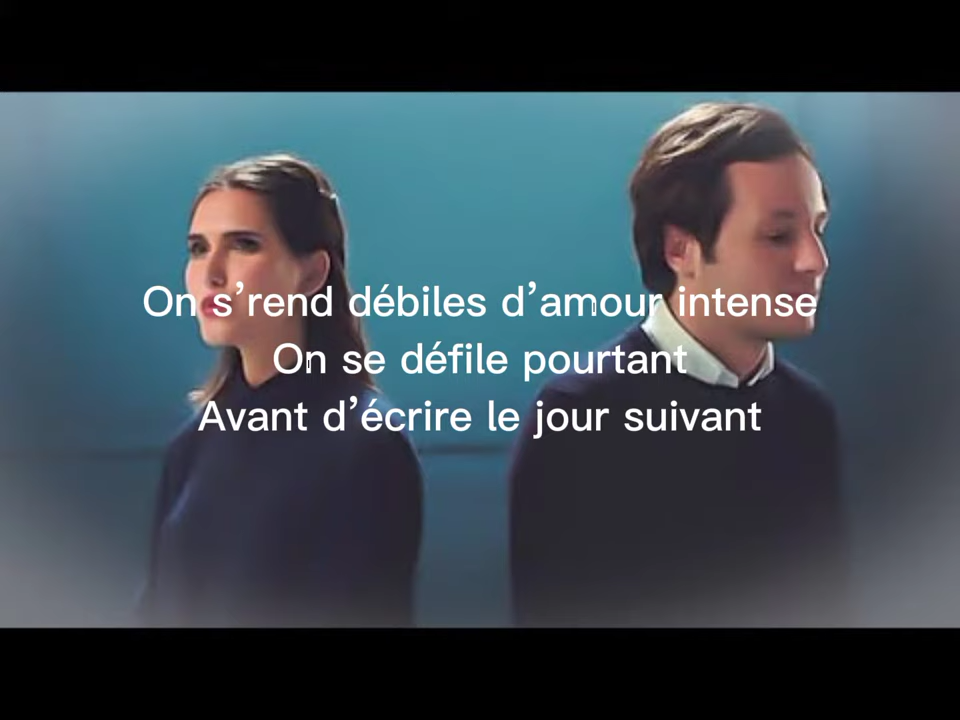 On s’rend débiles d’amour intense
On se défile pourtant
Avant d’écrire le jour suivant